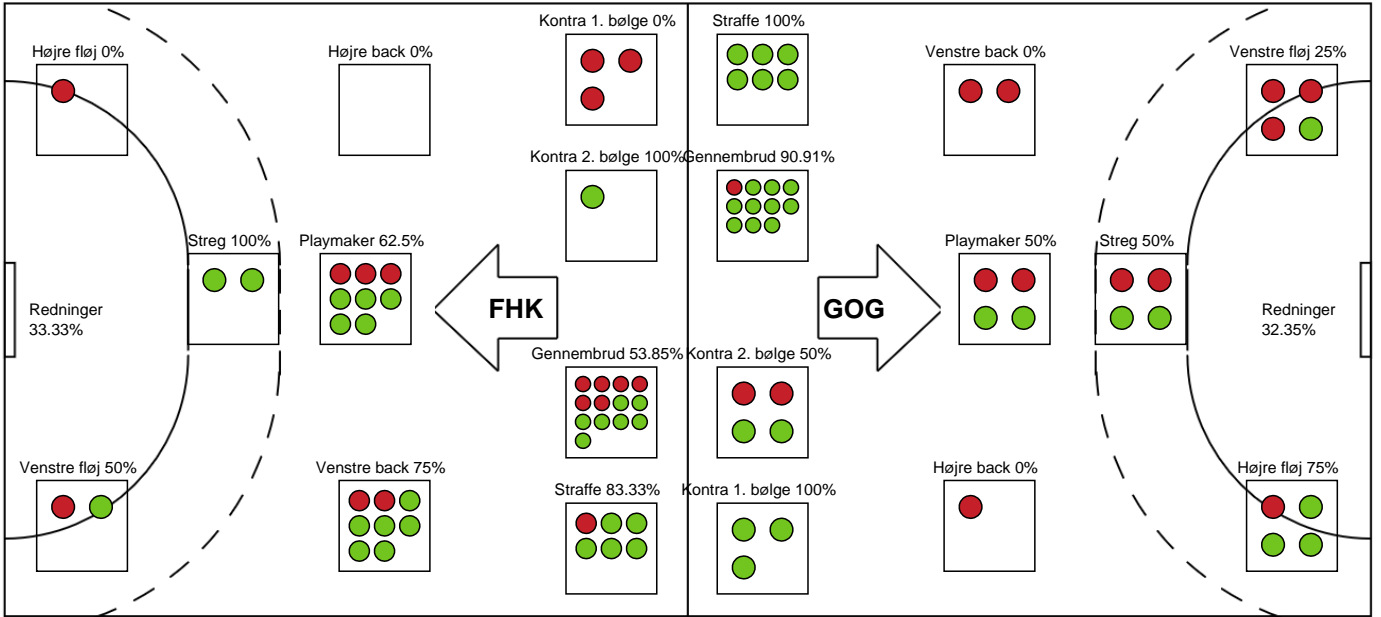 Kontra 1. bølge 0%
Straffe 100%
Højre fløj 0%
Højre back 0%
Venstre back 0%
Venstre fløj 25%
Kontra 2. bølge 100%
Gennembrud 90.91%
Streg 100%
Playmaker 62.5%
Playmaker 50%
Streg 50%
Redninger
33.33%
FHK
GOG
Redninger
32.35%
Gennembrud 53.85%
Kontra 2. bølge 50%
Venstre fløj 50%
Venstre back 75%
Højre back 0%
Højre fløj 75%
Straffe 83.33%
Kontra 1. bølge 100%